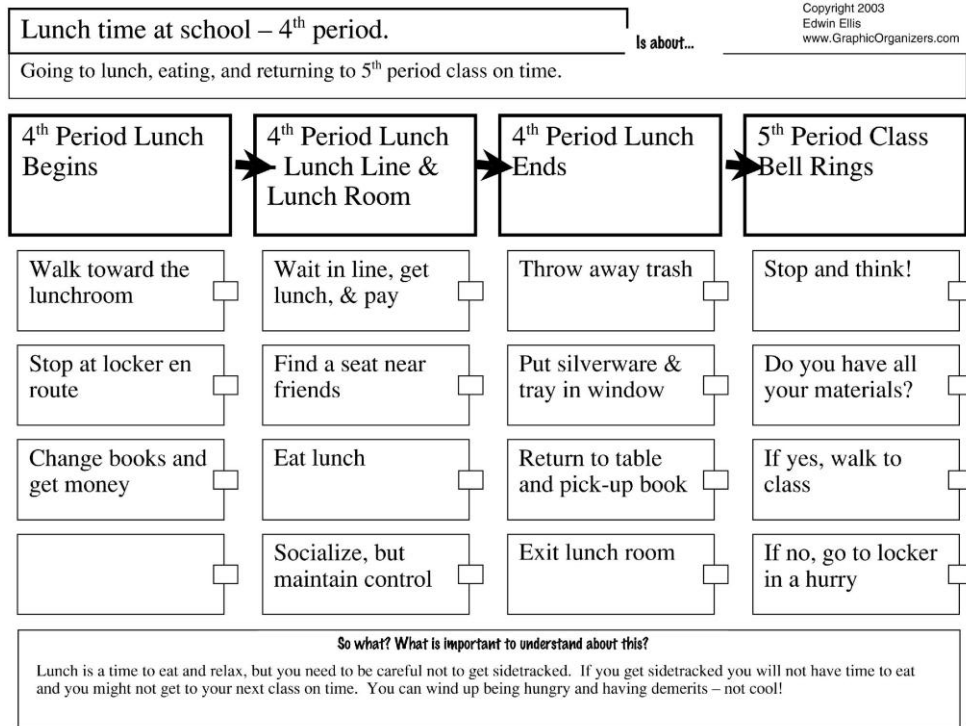 Copyright 2003
Edwin Ellis
www.GraphicOrganizers.com
Lunch time at school – 4th period.
Is about...
Going to lunch, eating, and returning to 5th period class on time.
4th Period Lunch
Begins
4th Period Lunch
- Lunch Line &
Lunch Room
4th Period Lunch
Ends
5th Period Class
Bell Rings
Walk toward the
lunchroom
Stop at locker en
route
Change books and
get money
Wait in line, get
lunch, & pay
Find a seat near
friends
Eat lunch
Socialize, but
maintain control
Throw away trash
Put silverware &
tray in window
Return to table
and pick-up book
Exit lunch room
Stop and think!
Do you have all
your materials?
If yes, walk to
class
If no, go to locker
in a hurry
So what? What is important to understand about this?
Lunch is a time to eat and relax, but you need to be careful not to get sidetracked.  If you get sidetracked you will not have time to eat
and you might not get to your next class on time.  You can wind up being hungry and having demerits – not cool!